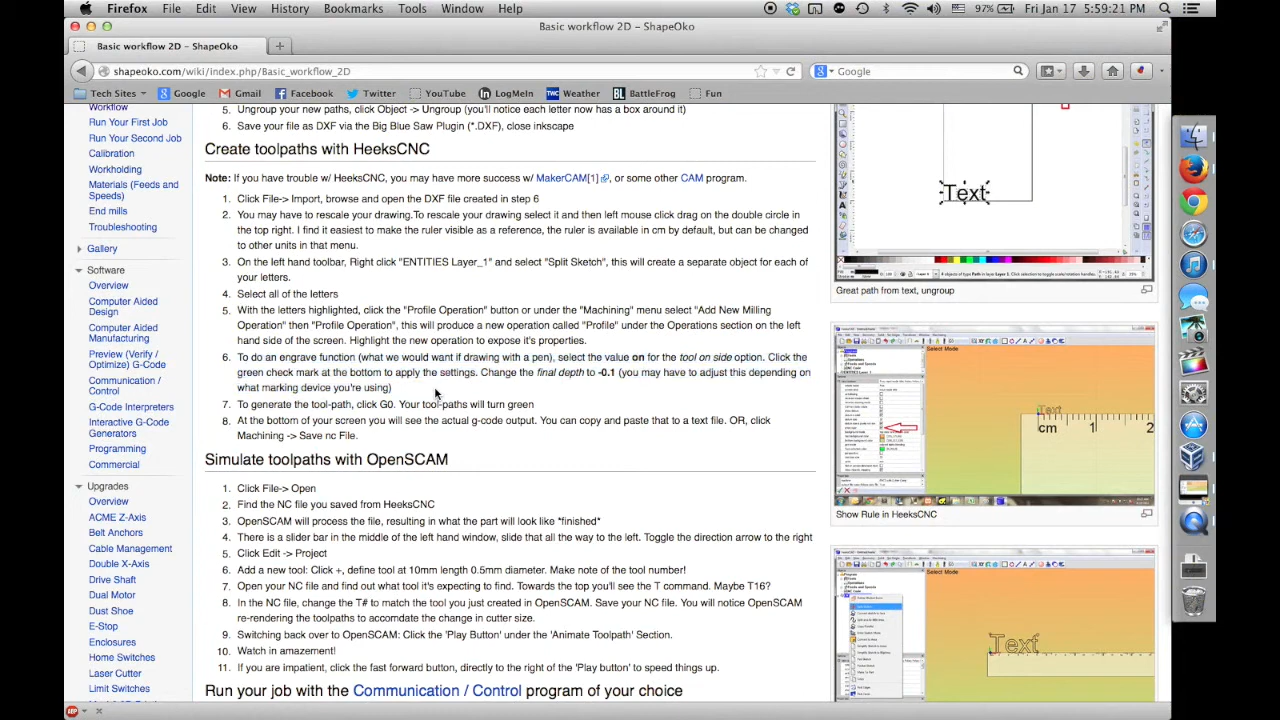 Firefox File Edit View History Bookmarks Tools Window Help
97% Fri Jan 17 5:59:21 PM
Basic workflow 2D – ShapeOko
Basic workflow 2D – ShapeOko
shapeoko.com/wiki/index.php/Basic_workflow_2D
Google
Tech Sites Google Gmail Facebook Twitter YouTube LogMeIn Weather BattleFrog Fun
Workflow
Run Your First Job
Run Your Second Job
Calibration
Workholding
Materials (Feeds and
Speeds)
End mills
Troubleshooting
Gallery
Software
Overview
Computer Aided
Design
Computer Aided
Manufacturing
Preview (Verify /
Optimize) G-Code
Communication /
Control
G-Code Interpreters
Interactive G-Code
Generators
Programming
Commercial
Upgrades
Overview
ACME Z-Axis
Belt Anchors
Cable Management
Double X-Axis
Drive Shaft
Dual Motor
Dust Shoe
E-Stop
Enclosures
Home Switches
Laser Cutter
Limit Switches
5. Ungroup your new paths, click Object -> Ungroup (you'll notice each letter now has a box around it)
6. Save your file as DXF via the Big Blue Saw Plugin (*.DXF), close inkscape
Create toolpaths with HeeksCNC
Note: If you have trouble w/ HeeksCNC, you may have more success w/ MakerCAM[1], or some other CAM program.
1. Click File-> Import, browse and open the DXF file created in step 6
2. You may have to rescale your drawing.To rescale your drawing select it and then left mouse click drag on the double circle in
the top right. I find it easiest to make the ruler visible as a reference, the ruler is available in cm by default, but can be changed
to other units in that menu.
3. On the left hand toolbar, Right click "ENTITIES Layer_1" and select "Split Sketch", this will create a separate object for each of
your letters.
4. Select all of the letters
5. With the letters highlighted, click the "Profile Operation" icon or under the "Machining" menu select "Add New Milling
Operation" then "Profile Operation", this will produce a new operation called "Profile" under the Operations section on the left
hand side of the screen. Highlight the new operation to see it's properties.
6. For an engrave operation (what we would want if drawing with a pen), select the value on for the tool on side option. Click the
green check mark at the bottom to apply the settings. Change the final depth to -0.1 (you may have to adjust this depending on
what marking device you're using)
7. To generate the tool path, click G0, the tool paths will turn green
8. At the bottom of your screen you will see the actual g-code output. You can copy and paste that to a text file. OR, click
Machining -> Save nc File.
Simulate toolpaths with OpenSCAM
1. Click File-> Open
2. Find the NC file you saved from HeeksCNC
3. OpenSCAM will process the file, resulting in what the part will look like *finished*
4. There is a slider bar in the middle of the left hand window, slide that all the way to the left. Toggle the direction arrow to the right
5. Click Edit -> Project
6. Add a new tool: Click +, define tool at 10mm length 0.5mm diameter. Make note of the tool number!
7. Open you NC file, and find out what tool it's expecting to find. Towards the top you'll see the T command. Maybe T16?
8. In the NC file, change the T# to match the tool you just created in OpenSCAM. Save your NC file. You will notice OpenSCAM
re-rendering the toolpaths to accomdate the change in cutter size.
9. Going back over to OpenSCAM: Click the 'Play Button' under the 'Animate Toolpath' Section.
10. Watch in amazement
11. If you are impatient, click the fast forward button, directly to the right of the 'Play Button' to speed things up.
Run your job with the Communication / Control program of your choice
Text
Great path from text, ungroup
Select Mode
Text
cm 1 2
Show Rule in HeeksCNC
Select Mode
Text